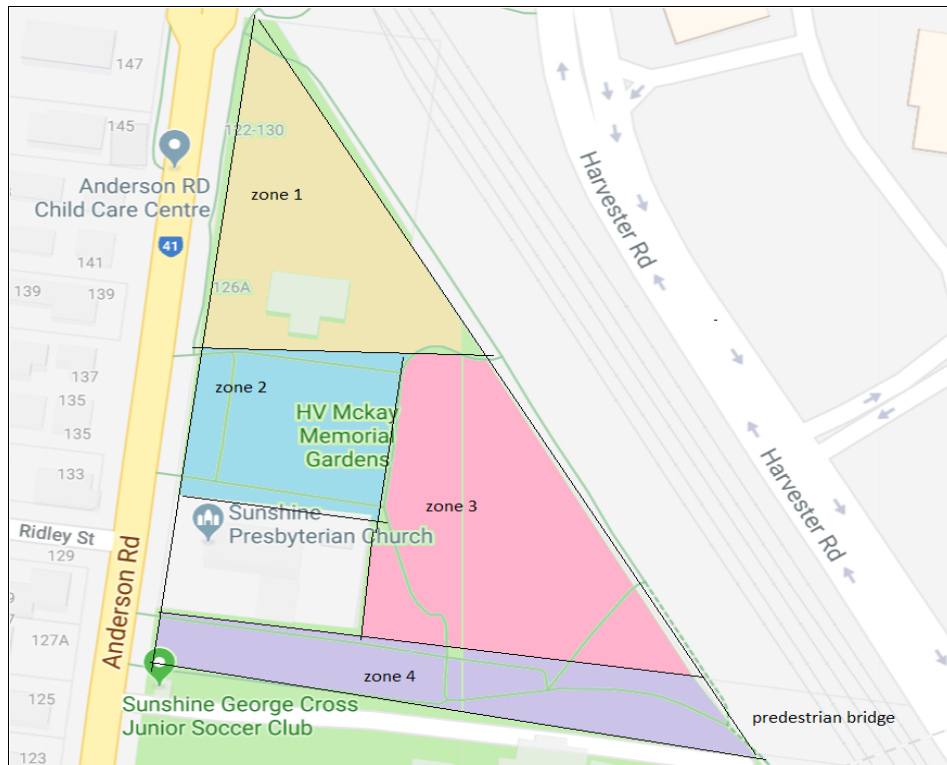 147
122-130
145
Anderson RD
Child Care Centre
zone 1
Harvester Rd
41
141
139
139
126A
137
zone 2
135
HV Mckay
Memorial
Gardens
135
133
Harvester Rd
zone 3
Sunshine
Presbyterian Church
Ridley St
129
Anderson Rd
127A
zone 4
125
Sunshine George Cross
Junior Soccer Club
predestrian bridge
123